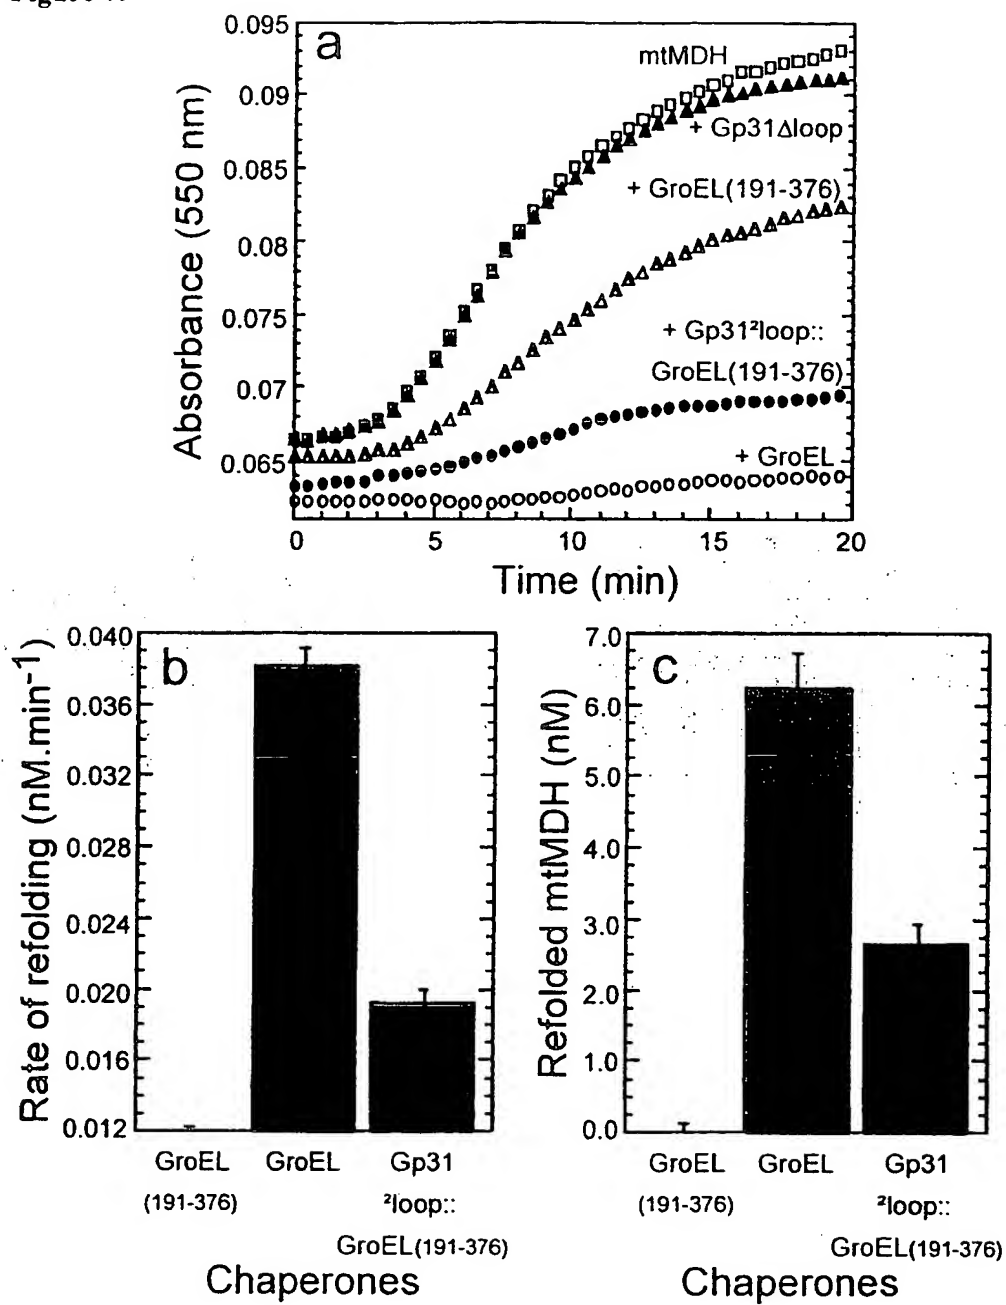 a
0.095
0.09
0.085
0.08
0.075
0.07
0.065
Absorbance (550 nm)
mtMDH
+ Gp31Δloop
+ GroEL(191-376)
+ Gp31²loop::
GroEL(191-376)
+ GroEL
0 5 10 15 20
Time (min)
b
0.040
0.036
0.032
0.028
0.024
0.020
0.016
0.012
Rate of refolding (nM.min⁻¹)
GroEL GroEL Gp31
(191-376) ²loop::
GroEL(191-376)
Chaperones
c
7.0
6.0
5.0
4.0
3.0
2.0
1.0
0.0
Refolded mtMDH (nM)
GroEL GroEL Gp31
(191-376) ²loop::
GroEL(191-376)
Chaperones